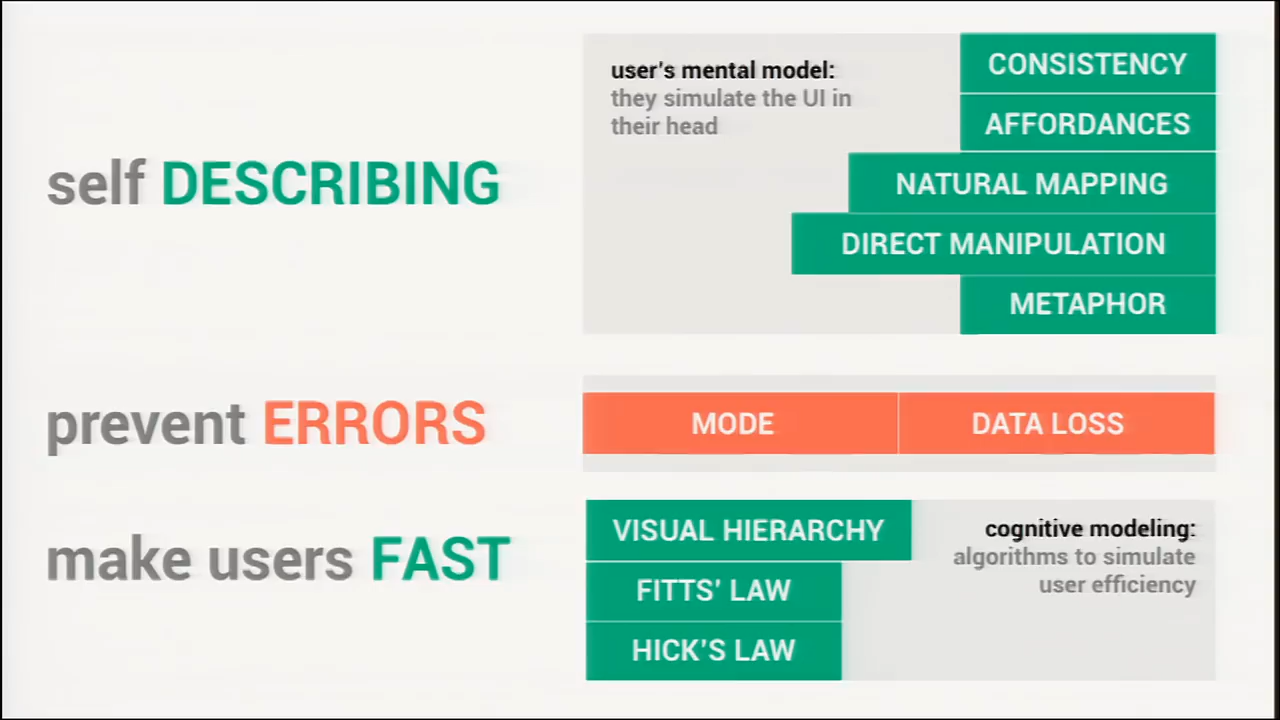 self DESCRIBING
user's mental model:
they simulate the UI in
their head
CONSISTENCY
AFFORDANCES
NATURAL MAPPING
DIRECT MANIPULATION
METAPHOR
prevent ERRORS
MODE
DATA LOSS
make users FAST
VISUAL HIERARCHY
FITTS’ LAW
HICK’S LAW
cognitive modeling:
algorithms to simulate
user efficiency